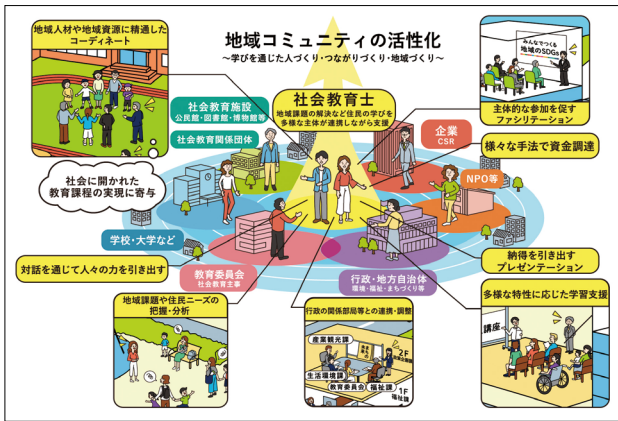 地域人材や地域資源に精通した
コーディネート
地域コミュニティの活性化
～学びを通じた人づくり・つながりづくり・地域づくり～
みんなでつくる
地域のSDGs
主体的な参加を促す
ファシリテーション
社会教育施設
公民館・図書館・博物館等
社会教育関係団体
社会教育士
地域課題の解決など住民の学びを
多様な主体が連携しながら支援
企業
CSR
様々な手法で資金調達
社会に開かれた
教育課程の実現に寄与
NPO等
学校・大学など
対話を通じて人々の力を引き出す
教育委員会
社会教育主事
行政・地方自治体
環境・福祉・まちづくり等
納得を引き出す
プレゼンテーション
地域課題や住民ニーズの
把握・分析
行政の関係部局等との連携・調整
産業観光課
2F
生活環境課
教育委員会
福祉課
1F
福祉課
多様な特性に応じた学習支援
講座